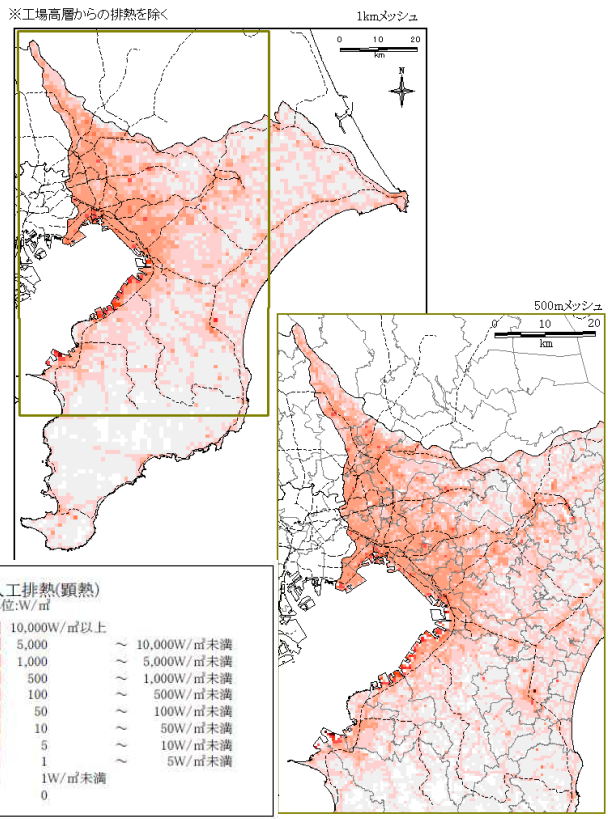 ※工場高層からの排熱を除く
1kmメッシュ
0 10 20
km
N
500mメッシュ
0 10 20
km
人工排熱(顕熱)
位:W/㎡
10,000W/㎡以上
5,000 ～ 10,000W/㎡未満
1,000 ～ 5,000W/㎡未満
500 ～ 1,000W/㎡未満
100 ～ 500W/㎡未満
50 ～ 100W/㎡未満
10 ～ 50W/㎡未満
5 ～ 10W/㎡未満
1 ～ 5W/㎡未満
1W/㎡未満
0